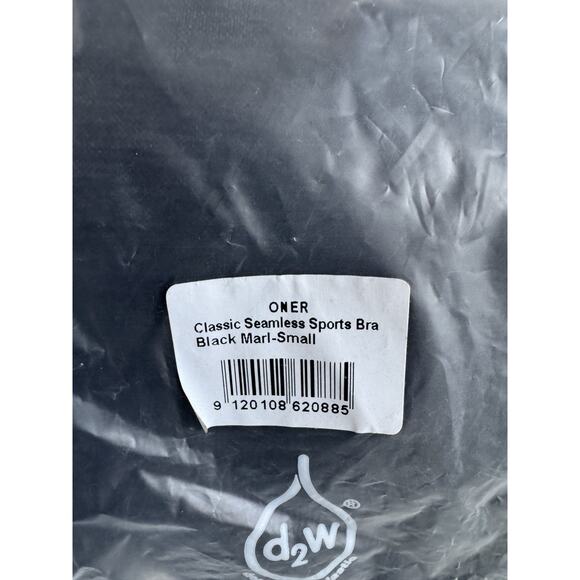 ONER
Classic Seamless Sports Bra
Black Marl-Small
9 120108 620885
®
d2w